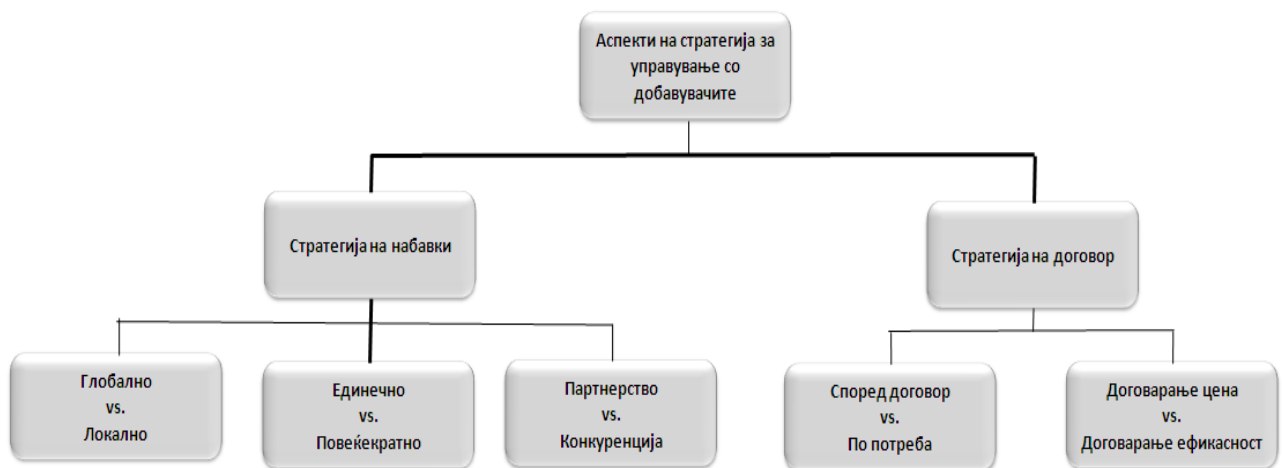 Аспекти на стратегија за
управување со
добавувачите
Стратегија на набавки
Стратегија на договор
Глобално
vs.
Локално
Единечно
vs.
Повеќекратно
Партнерство
vs.
Конкуренција
Според договор
vs.
По потреба
Договарање цена
vs.
Договарање ефикасност